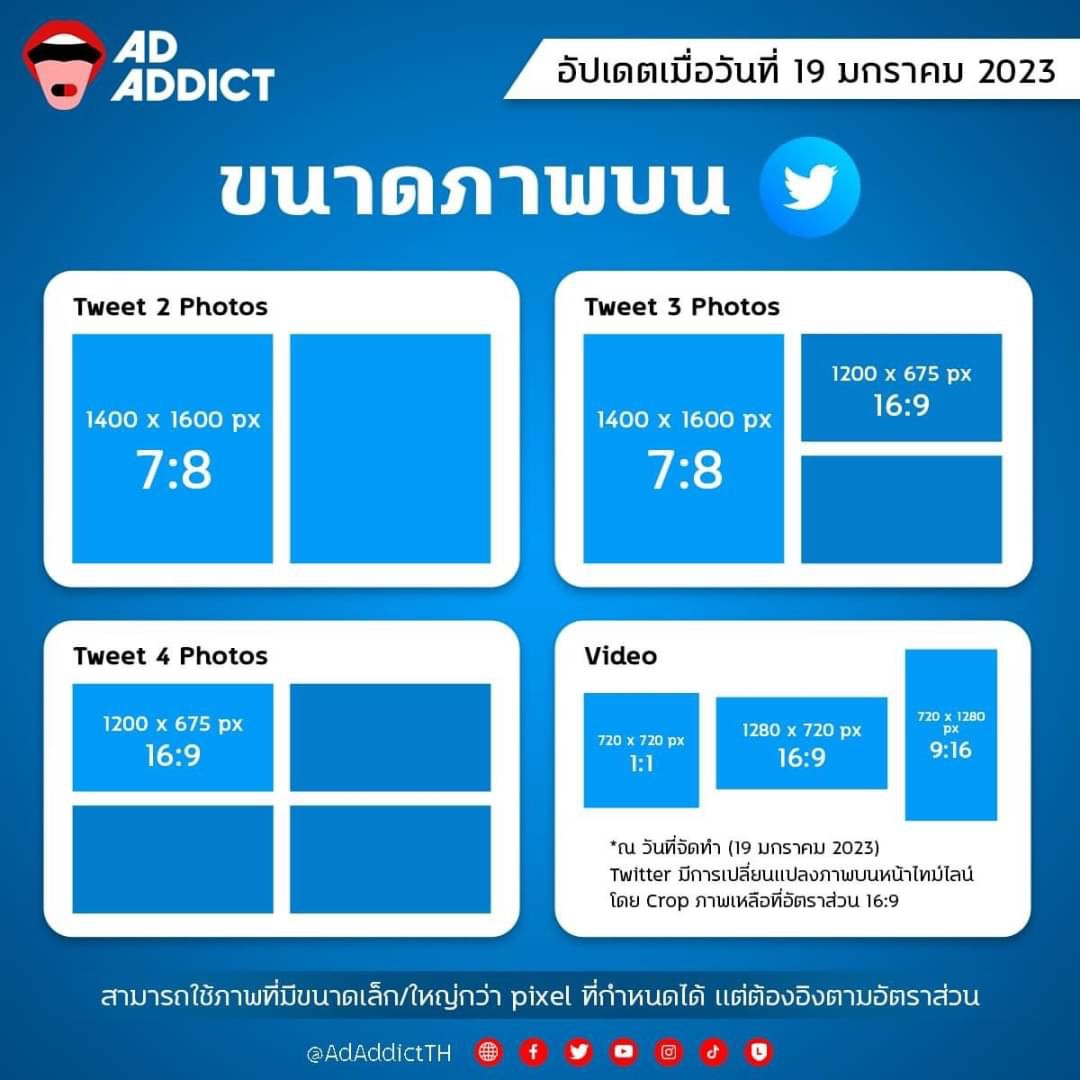 AD
ADDICT
อัปเดตเมื่อวันที่ 19 มกราคม 2023
ขนาดภาพบน
Tweet 2 Photos
1400 x 1600 px
7:8
Tweet 3 Photos
1400 x 1600 px
7:8
1200 x 675 px
16:9
Tweet 4 Photos
1200 x 675 px
16:9
Video
720 x 720 px
1:1
1280 x 720 px
16:9
720 x 1280
px
9:16
*ณ วันที่จัดทำ (19 มกราคม 2023)
Twitter มีการเปลี่ยนแปลงภาพบนหน้าไทม์ไลน์
โดย Crop ภาพเหลือที่อัตราส่วน 16:9
สามารถใช้ภาพที่มีขนาดเล็ก/ใหญ่กว่า pixel ที่กำหนดได้ แต่ต้องอิงตามอัตราส่วน
@AdAddictTH